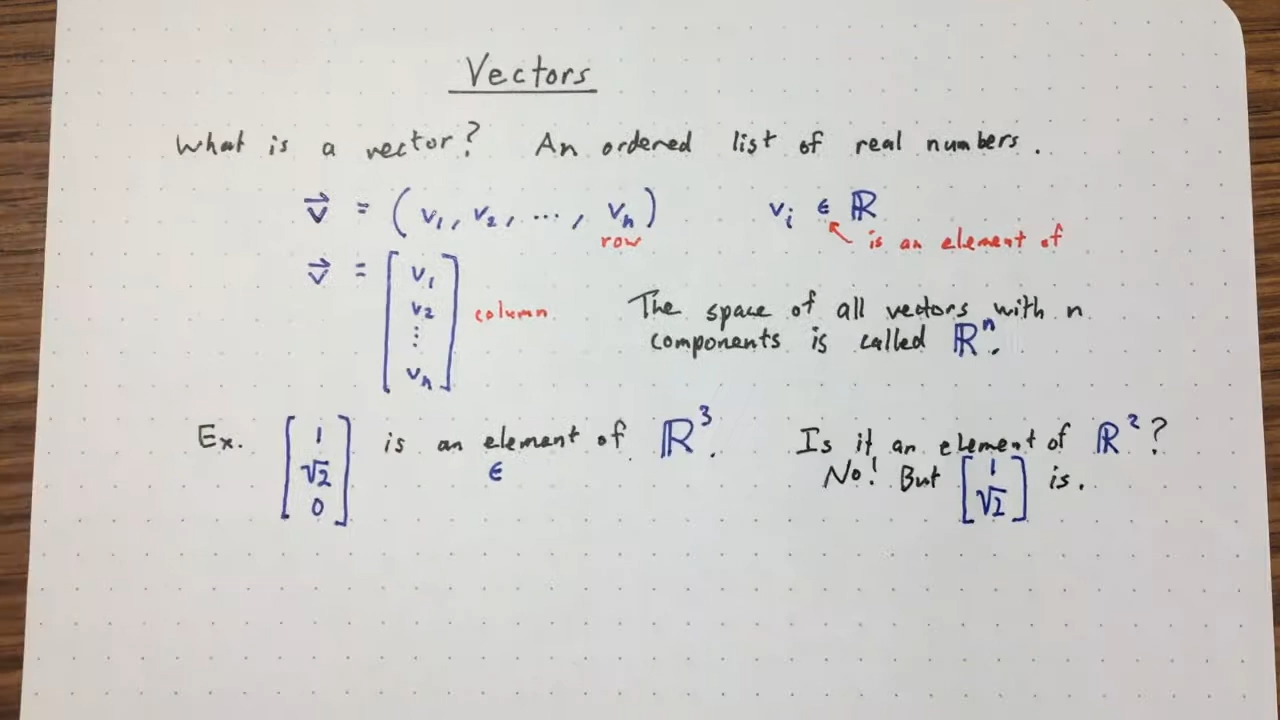 Vectors
What is a vector? An ordered list of real numbers.
v⃗ = (v₁, v₂, ..., vₙ) vᵢ ∈ ℝ
row is an element of
v⃗ = [v₁ v₂ ⋮ vₙ] column
The space of all vectors with n
components is called ℝⁿ.
Ex. [1 √2 0] is an element of ℝ³.
∈
Is it an element of ℝ²?
No! But [1 √2] is.